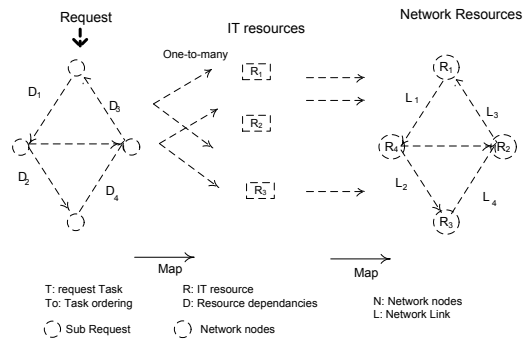 Request
IT resources
Network Resources
One-to-many
D1
D3
D2
D4
R1
R2
R3
R1
L1
L3
R4
R2
L2
L4
R3
Map
Map
T: request Task
To: Task ordering
Sub Request
R: IT resource
D: Resource dependancies
Network nodes
N: Network nodes
L: Network Link